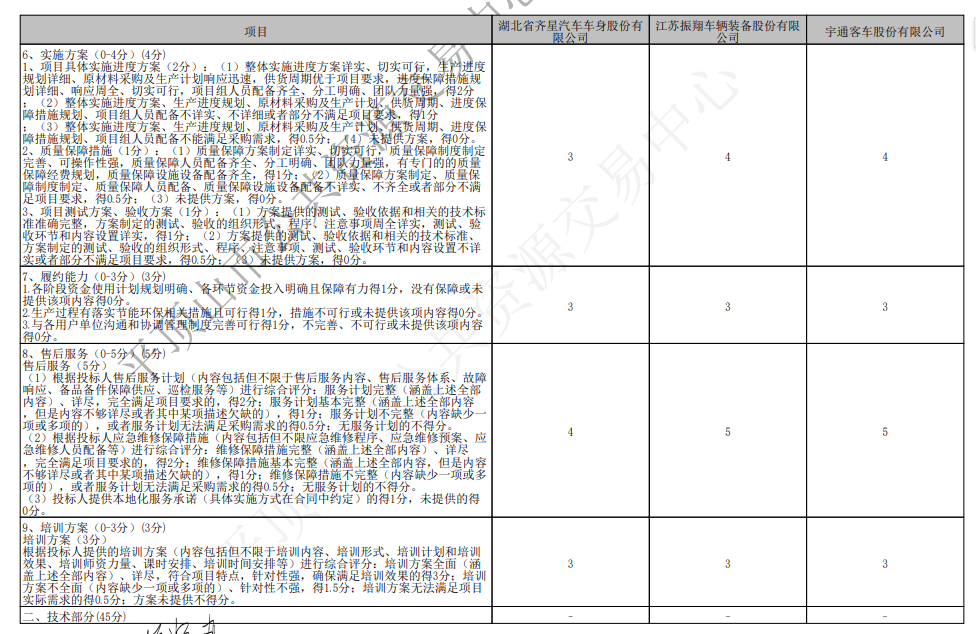 项目
湖北省齐星汽车车身股份有
限公司
江苏振翔车辆装备股份有限
公司
宇通客车股份有限公司
6、实施方案（0-4分）(4分)
1、项目具体实施进度方案（2分）：（1）整体实施进度方案详实、切实可行，生产进度
规划详细、原材料采购及生产计划响应迅速，供货周期优于项目要求，进度保障措施规
划详细、响应周全、切实可行，项目组人员配备齐全、分工明确、团队力量强，得2分
；（2）整体实施进度方案、生产进度规划、原材料采购及生产计划、供货周期、进度保
障措施规划、项目组人员配备不详实、不详细或者部分不满足项目要求，得1分
；（3）整体实施进度方案、生产进度规划、原材料采购及生产计划、供货周期、进度保
障措施规划、项目组人员配备不能满足采购需求，得0.5分；（4）未提供方案，得0分。
2、质量保障措施（1分）：（1）质量保障方案制定详实、切实可行，质量保障制度制定
完善、可操作性强，质量保障人员配备齐全、分工明确、团队力量强，有专门的的质量
保障经费规划，质量保障设施设备配备齐全，得1分；（2）质量保障方案制定、质量保
障制度制定、质量保障人员配备、质量保障设施设备配备不详实、不齐全或者部分不满
足项目要求，得0.5分；（3）未提供方案，得0分。
3、项目测试方案、验收方案（1分）：（1）方案提供的测试、验收依据和相关的技术标
准准确完整，方案制定的测试、验收的组织形式、程序、注意事项周全详实，测试、验
收环节和内容设置详实，得1分；（2）方案提供的测试、验收依据和相关的技术标准、
方案制定的测试、验收的组织形式、程序、注意事项、测试、验收环节和内容设置不详
实或者部分不满足项目要求，得0.5分；（3）未提供方案，得0分。
3
4
4
7、履约能力（0-3分）(3分)
1.各阶段资金使用计划规划明确、各环节资金投入明确且保障有力得1分，没有保障或未
提供该项内容得0分。
2.生产过程有落实节能环保相关措施且可行得1分，措施不可行或未提供该项内容得0分。
3.与各用户单位沟通和协调管理制度完善可行得1分，不完善、不可行或未提供该项内容
得0分。
3
3
3
8、售后服务（0-5分）(5分)
售后服务（5分）
（1）根据投标人售后服务计划（内容包括但不限于售后服务内容、售后服务体系、故障
响应、备品备件保障供应、巡检服务等）进行综合评分：服务计划完整（涵盖上述全部
内容）、详尽，完全满足项目要求的，得2分；服务计划基本完整（涵盖上述全部内容
，但是内容不够详尽或者其中某项描述欠缺的），得1分；服务计划不完整（内容缺少一
项或多项的），或者服务计划无法满足采购需求的得0.5分；无服务计划的不得分。
（2）根据投标人应急维修保障措施（内容包括但不限应急维修程序、应急维修预案、应
急维修人员配备等）进行综合评分：维修保障措施完整（涵盖上述全部内容）、详尽
，完全满足项目要求的，得2分；维修保障措施基本完整（涵盖上述全部内容，但是内容
不够详尽或者其中某项描述欠缺的），得1分；维修保障措施不完整（内容缺少一项或多
项的），或者服务计划无法满足采购需求的得0.5分；无服务计划的不得分。
（3）投标人提供本地化服务承诺（具体实施方式在合同中约定）的得1分，未提供的得
0分。
4
5
5
9、培训方案（0-3分）(3分)
培训方案（3分）
根据投标人提供的培训方案（内容包括但不限于培训内容、培训形式、培训计划和培训
效果、培训师资力量、课时安排、培训时间安排等）进行综合评分：培训方案全面（涵
盖上述全部内容）、详尽，符合项目特点，针对性强，确保满足培训效果的得3分；培训
方案不全面（内容缺少一项或多项的）、针对性不强，得1.5分；培训方案无法满足项目
实际需求的得0.5分；方案未提供不得分。
3
3
3
二、技术部分(45分)
-
-
-